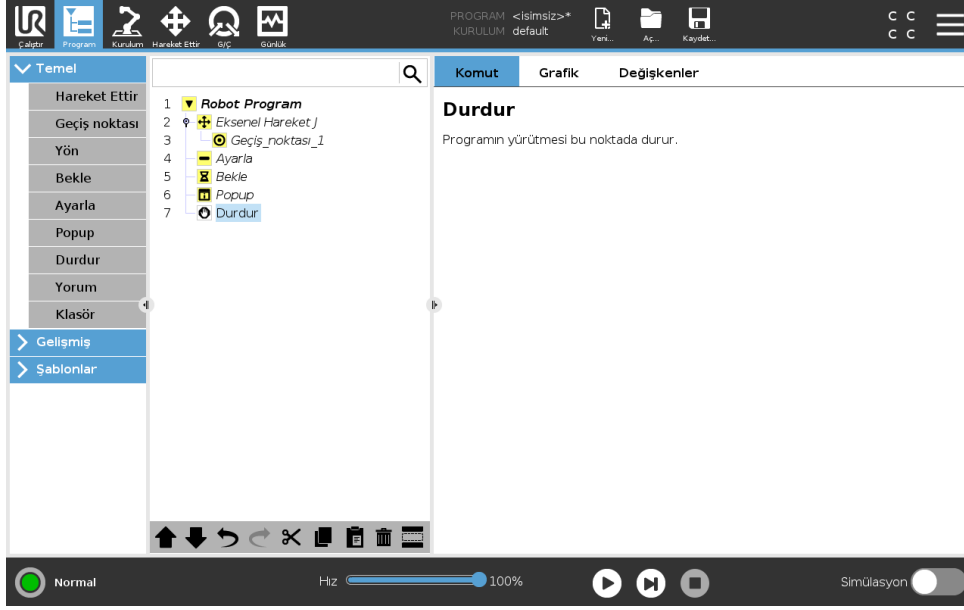 PROGRAM <isimsiz>*
KURULUM default
C C
C C
Çalıştır Program Kurulum Hareket Ettir G/Ç Günlük Yeni... Aç... Kaydet...
Temel
Hareket Ettir
Geçiş noktası
Yön
Bekle
Ayarla
Popup
Durdur
Yorum
Klasör
Gelişmiş
Şablonlar
1 Robot Program
2 Eksenel Hareket J
3 Geçiş_noktası_1
4 Ayarla
5 Bekle
6 Popup
7 Durdur
Komut Grafik Değişkenler
Durdur
Programın yürütmesi bu noktada durur.
Normal Hız 100% Simülasyon